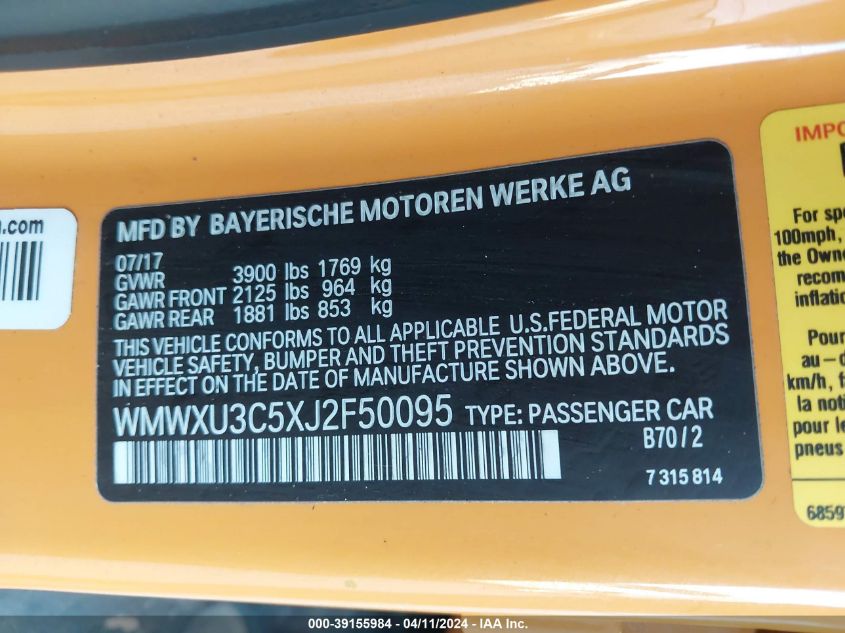 MFD BY BAYERISCHE MOTOREN WERKE AG
07/17
GVWR 3900 lbs 1769 kg
GAWR FRONT 2125 lbs 964 kg
GAWR REAR 1881 lbs 853 kg
THIS VEHICLE CONFORMS TO ALL APPLICABLE U.S.FEDERAL MOTOR
VEHICLE SAFETY, BUMPER AND THEFT PREVENTION STANDARDS
IN EFFECT ON THE DATE OF MANUFACTURE SHOWN ABOVE.
WMWXU3C5XJ2F50095 TYPE: PASSENGER CAR
B70/2
7 315 814
.com
IMPO
For spe
100mph,
the Owne
recom
inflatio
Pour
au-d
km/h, f
la noti
pour le
pneus
6859
000-39155984 - 04/11/2024 - IAAI.com